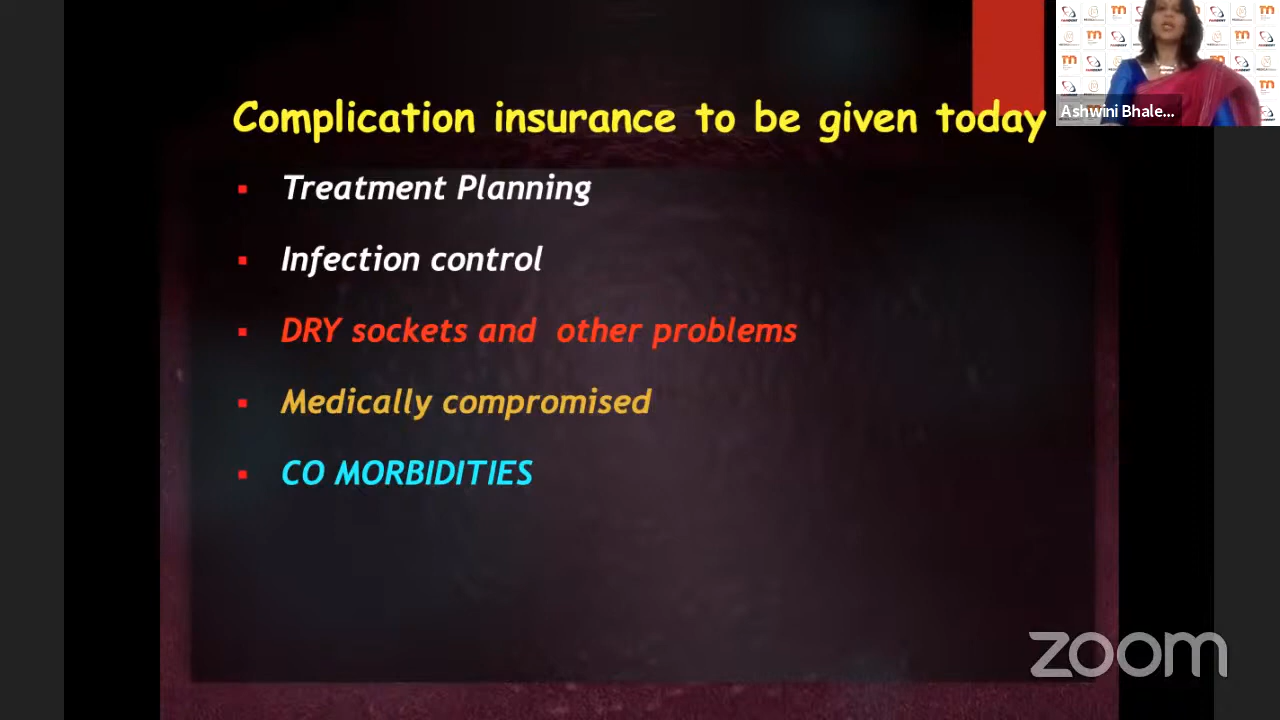 Complication insurance to be given today
Ashwini Bhale...
Treatment Planning
Infection control
DRY sockets and other problems
Medically compromised
CO MORBIDITIES
zoom